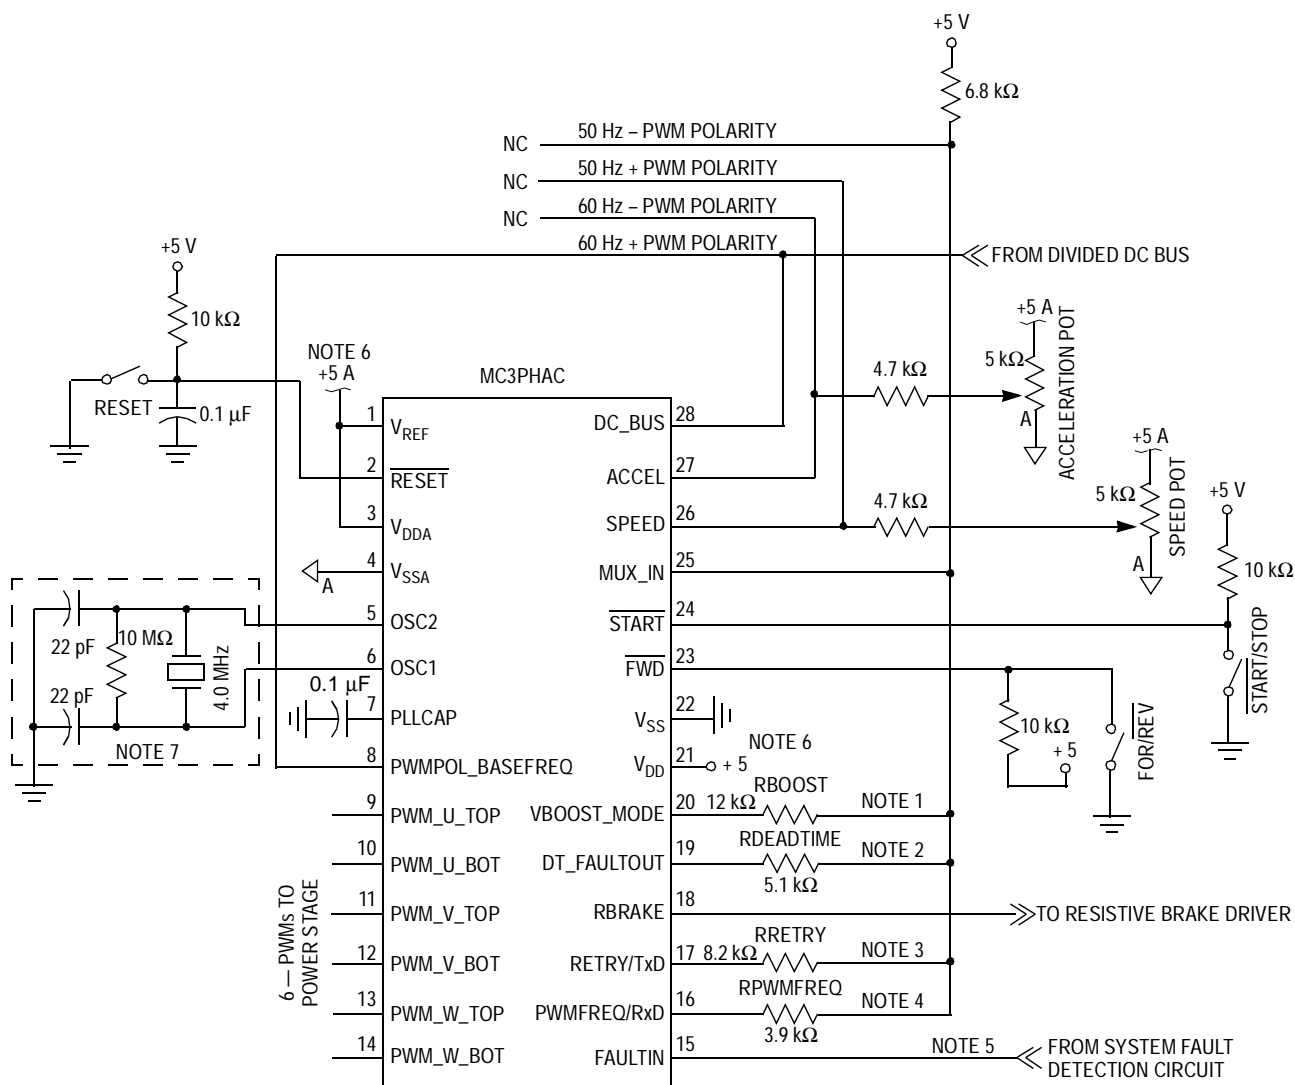 +5 V
6.8 kΩ
NC 50 Hz – PWM POLARITY
NC 50 Hz + PWM POLARITY
NC 60 Hz – PWM POLARITY
60 Hz + PWM POLARITY
FROM DIVIDED DC BUS
+5 V
10 kΩ
RESET
0.1 µF
NOTE 6
+5 A
MC3PHAC
+5 A
5 kΩ
ACCELERATION POT
A
4.7 kΩ
+5 A
5 kΩ
SPEED POT
A
4.7 kΩ
+5 V
10 kΩ
START/STOP
1 VREF
2 RESET
3 VDDA
4 VSSA
A
5 OSC2
6 OSC1
7 PLLCAP
8 PWMPOL_BASEFREQ
9 PWM_U_TOP
10 PWM_U_BOT
11 PWM_V_TOP
12 PWM_V_BOT
13 PWM_W_TOP
14 PWM_W_BOT
22 pF
10 MΩ
4.0 MHz
22 pF
NOTE 7
0.1 µF
6 — PWMs TO
POWER STAGE
DC_BUS 28
ACCEL 27
SPEED 26
MUX_IN 25
START 24
FWD 23
10 kΩ
+ 5
FOR/REV
VSS 22
NOTE 6
VDD 21 + 5
RBOOST
VBOOST_MODE 20 12 kΩ NOTE 1
RDEADTIME
DT_FAULTOUT 19 NOTE 2
5.1 kΩ
RBRAKE 18 TO RESISTIVE BRAKE DRIVER
RRETRY
RETRY/TxD 17 8.2 kΩ NOTE 3
RPWMFREQ
PWMFREQ/RxD 16 NOTE 4
3.9 kΩ
FAULTIN 15 NOTE 5 FROM SYSTEM FAULT
DETECTION CIRCUIT